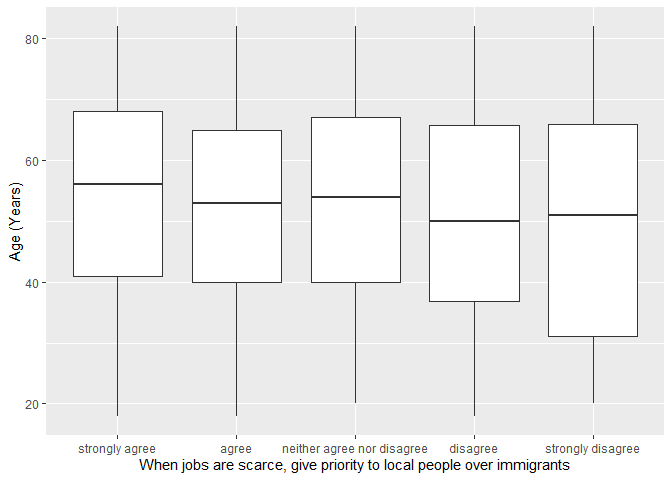 Age (Years)
80
60
40
20
strongly agree
agree
neither agree nor disagree
disagree
strongly disagree
When jobs are scarce, give priority to local people over immigrants